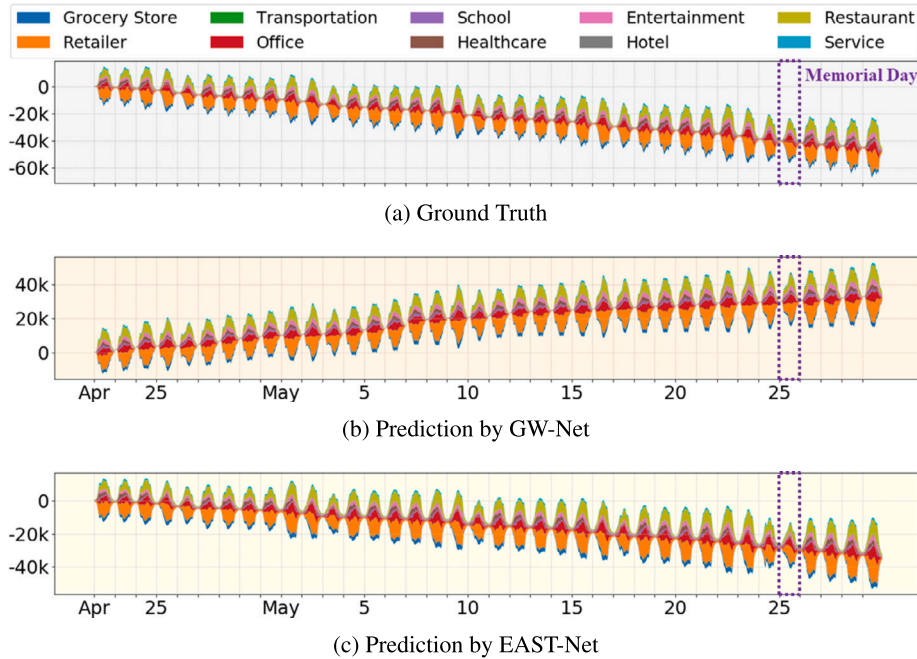 Grocery Store Transportation School Entertainment Restaurant
Retailer Office Healthcare Hotel Service
Memorial Day
0
-20k
-40k
-60k
(a) Ground Truth
40k
20k
0
Apr 25 May 5 10 15 20 25
(b) Prediction by GW-Net
0
-20k
-40k
Apr 25 May 5 10 15 20 25
(c) Prediction by EAST-Net